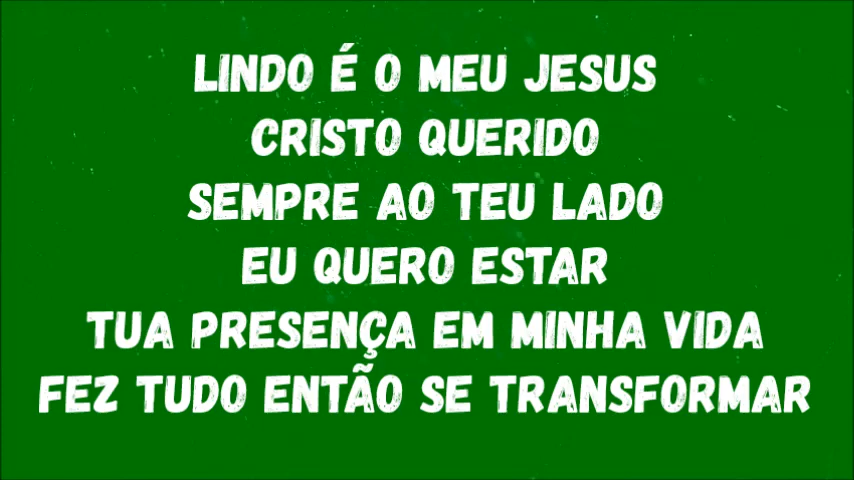 LINDO É O MEU JESUS
CRISTO QUERIDO
SEMPRE AO TEU LADO
EU QUERO ESTAR
TUA PRESENÇA EM MINHA VIDA
FEZ TUDO ENTÃO SE TRANSFORMAR